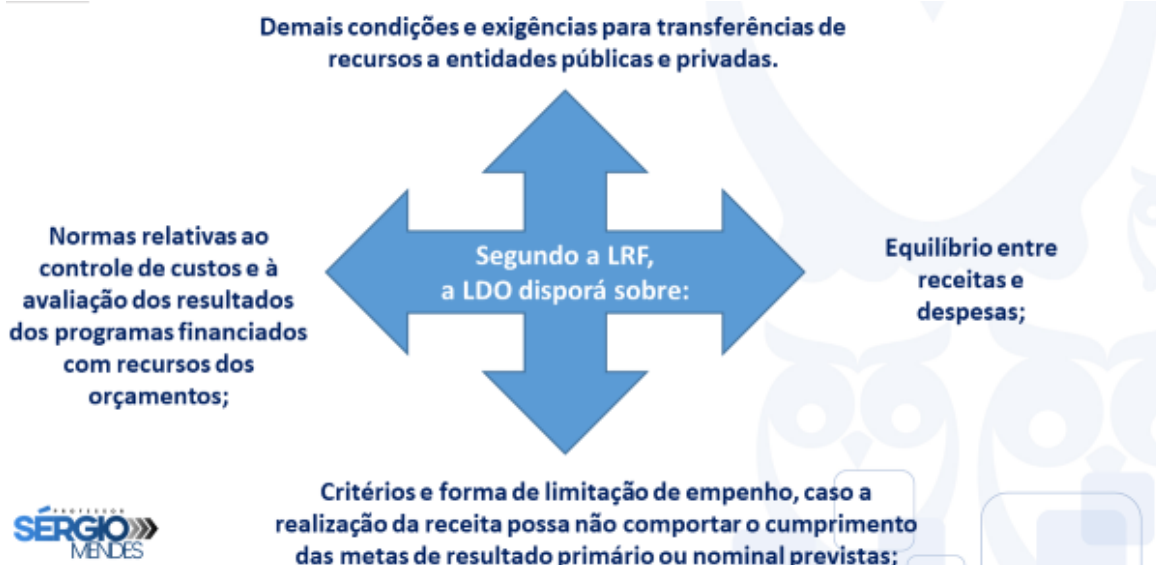 Demais condições e exigências para transferências de
recursos a entidades públicas e privadas.
Normas relativas ao
controle de custos e à
avaliação dos resultados
dos programas financiados
com recursos dos
orçamentos;
Segundo a LRF,
a LDO disporá sobre:
Equilíbrio entre
receitas e
despesas;
Critérios e forma de limitação de empenho, caso a
realização da receita possa não comportar o cumprimento
das metas de resultado primário ou nominal previstas;
PROFESSOR
SÉRGIO
MENDES